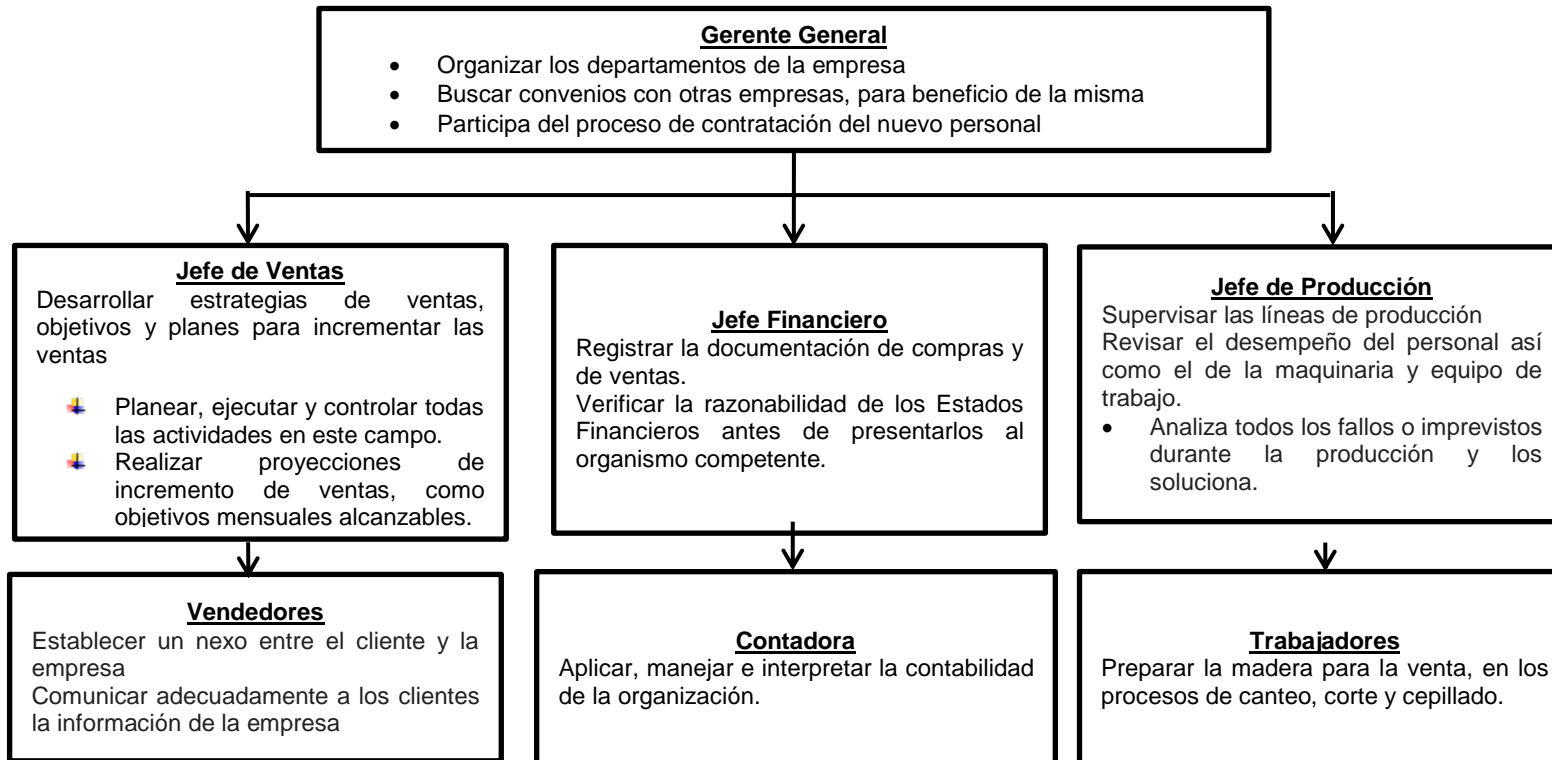 Gerente General
• Organizar los departamentos de la empresa
• Buscar convenios con otras empresas, para beneficio de la misma
• Participa del proceso de contratación del nuevo personal
Jefe de Ventas
Desarrollar estrategias de ventas,
objetivos y planes para incrementar las
ventas
Planear, ejecutar y controlar todas
las actividades en este campo.
Realizar proyecciones de
incremento de ventas, como
objetivos mensuales alcanzables.
Jefe Financiero
Registrar la documentación de compras y
de ventas.
Verificar la razonabilidad de los Estados
Financieros antes de presentarlos al
organismo competente.
Jefe de Producción
Supervisar las líneas de producción
Revisar el desempeño del personal así
como el de la maquinaria y equipo de
trabajo.
• Analiza todos los fallos o imprevistos
durante la producción y los
soluciona.
Vendedores
Establecer un nexo entre el cliente y la
empresa
Comunicar adecuadamente a los clientes
la información de la empresa
Contadora
Aplicar, manejar e interpretar la contabilidad
de la organización.
Trabajadores
Preparar la madera para la venta, en los
procesos de canteo, corte y cepillado.